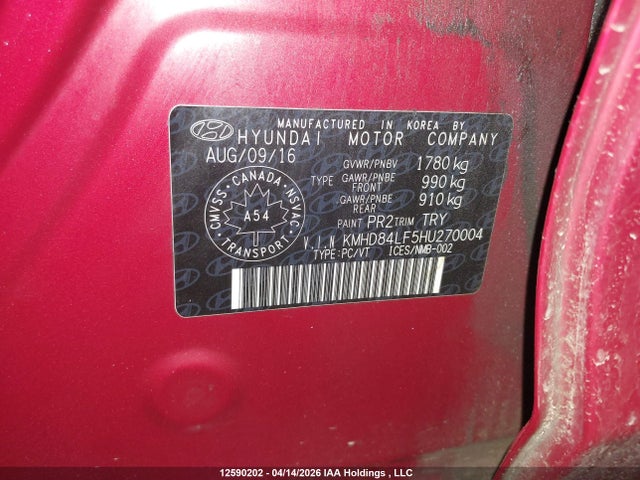 MANUFACTURED IN KOREA BY
HYUNDAI MOTOR COMPANY
AUG/09/16
GVWR/PNBV 1780 kg
TYPE GAWR/PNBE FRONT 990 kg
GAWR/PNBE REAR 910 kg
PAINT PR2 TRIM TRY
CMVSS · CANADA · NSVAC
A54
· TRANSPORT ·
V.I.N KMHD84LF5HU270004
TYPE:PC/VT ICES/NMB-002
12590202 - 04/14/2026 IAA Holdings , LLC